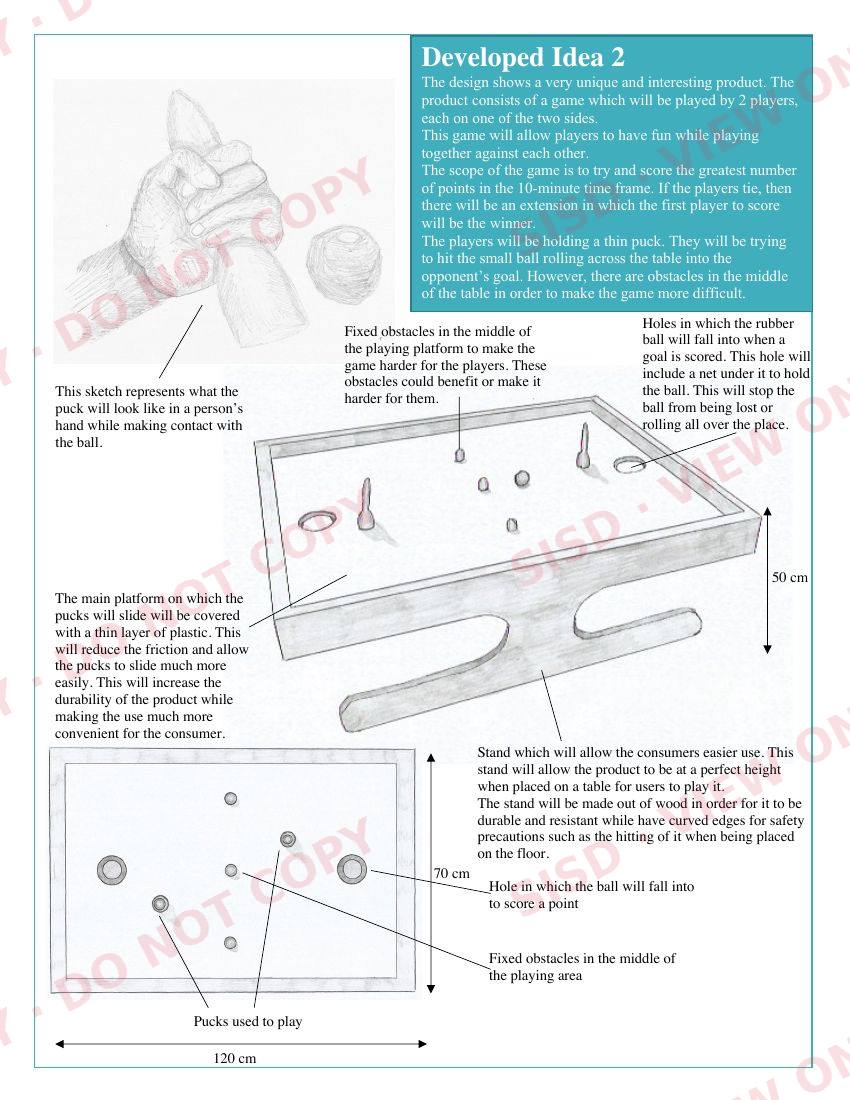 Developed Idea 2
The design shows a very unique and interesting product. The
product consists of a game which will be played by 2 players,
each on one of the two sides.
This game will allow players to have fun while playing
together against each other.
The scope of the game is to try and score the greatest number
of points in the 10-minute time frame. If the players tie, then
there will be an extension in which the first player to score
will be the winner.
The players will be holding a thin puck. They will be trying
to hit the small ball rolling across the table into the
opponent's goal. However, there are obstacles in the middle
of the table in order to make the game more difficult.
This sketch represents what the
puck will look like in a person's
hand while making contact with
the ball.
Fixed obstacles in the middle of
the playing platform to make the
game harder for the players. These
obstacles could benefit or make it
harder for them.
Holes in which the rubber
ball will fall into when a
goal is scored. This hole will
include a net under it to hold
the ball. This will stop the
ball from being lost or
rolling all over the place.
50 cm
The main platform on which the
pucks will slide will be covered
with a thin layer of plastic. This
will reduce the friction and allow
the pucks to slide much more
easily. This will increase the
durability of the product while
making the use much more
convenient for the consumer.
Stand which will allow the consumers easier use. This
stand will allow the product to be at a perfect height
when placed on a table for users to play it.
The stand will be made out of wood in order for it to be
durable and resistant while have curved edges for safety
precautions such as the hitting of it when being placed
on the floor.
70 cm
Hole in which the ball will fall into
to score a point
Fixed obstacles in the middle of
the playing area
Pucks used to play
120 cm
SISD · VIEW ON
Y · DO NOT COPY
SISD · VIEW ON
Y · DO NOT COPY
SISD · VIEW ON
Y · DO NOT COPY